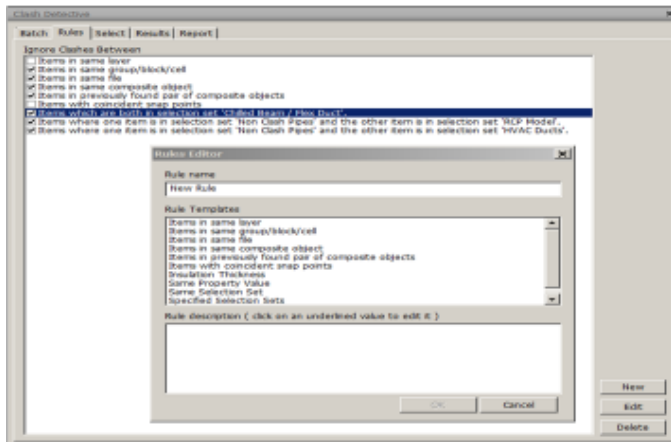 Clash Detective
Batch Rules Select Results Report
Ignore Clashes Between
Items in same layer
Items in same group/block/cell
Items in same file
Items in same composite object
Items in previously found pair of composite objects
Items with coincident snap points
Items which are both in selection set 'Chilled Beam / Flex Duct'.
Items where one item is in selection set 'Non Clash Pipes' and the other item is in selection set 'RCP Model'.
Items where one item is in selection set 'Non Clash Pipes' and the other item is in selection set 'HVAC Ducts'.
Rules Editor
Rule name
New Rule
Rule Templates
Items in same layer
Items in same group/block/cell
Items in same file
Items in same composite object
Items in previously found pair of composite objects
Items with coincident snap points
Insulation Thickness
Same Property Value
Same Selection Set
Specified Selection Sets
Rule description ( click on an underlined value to edit it )
OK Cancel
New
Edit
Delete